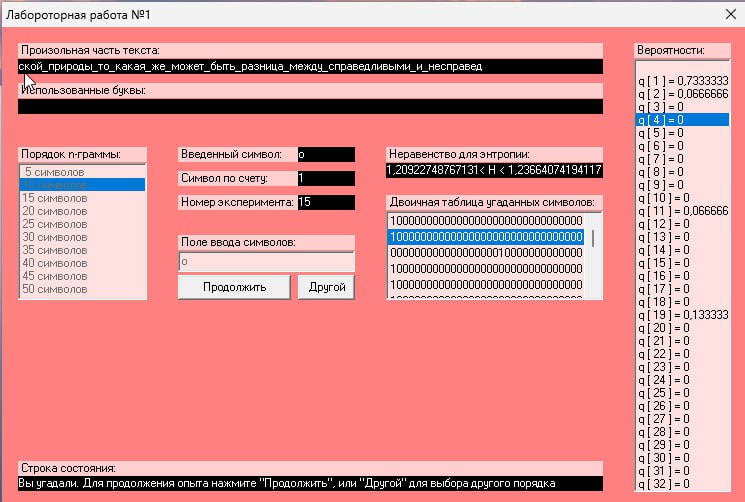 Лабороторная работа №1
Произольная часть текста:
ской_природы_то_какая_же_может_быть_разница_между_справедливыми_и_несправед
Использованные буквы:
Порядок n-граммы:
5 символов
15 символов
20 символов
25 символов
30 символов
35 символов
40 символов
45 символов
50 символов
Введенный символ: о
Символ по счету: 1
Номер эксперимента: 15
Поле ввода символов:
о
Продолжить Другой
Неравенство для энтропии:
1,20922748767131< H < 1,23664074194117
Двоичная таблица угаданных символов:
10000000000000000000000000000000
10000000000000000000000000000000
00000000000000000010000000000000
10000000000000000000000000000000
10000000000000000000000000000000
Вероятности:
q [ 1 ] = 0,7333333
q [ 2 ] = 0,0666666
q [ 3 ] = 0
q [ 4 ] = 0
q [ 5 ] = 0
q [ 6 ] = 0
q [ 7 ] = 0
q [ 8 ] = 0
q [ 9 ] = 0
q [ 10 ] = 0
q [ 11 ] = 0,066666
q [ 12 ] = 0
q [ 13 ] = 0
q [ 14 ] = 0
q [ 15 ] = 0
q [ 16 ] = 0
q [ 17 ] = 0
q [ 18 ] = 0
q [ 19 ] = 0,133333
q [ 20 ] = 0
q [ 21 ] = 0
q [ 22 ] = 0
q [ 23 ] = 0
q [ 24 ] = 0
q [ 25 ] = 0
q [ 26 ] = 0
q [ 27 ] = 0
q [ 28 ] = 0
q [ 29 ] = 0
q [ 30 ] = 0
q [ 31 ] = 0
q [ 32 ] = 0
Строка состояния:
Вы угадали. Для продолжения опыта нажмите "Продолжить", или "Другой" для выбора другого порядка